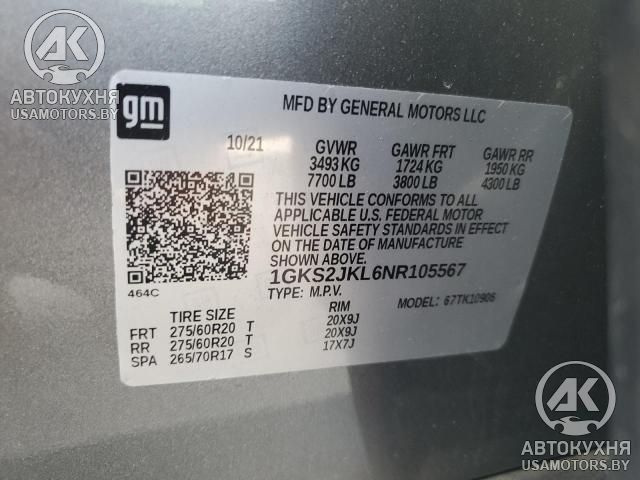 АВТОКУХНЯ
USAMOTORS.BY
gm
MFD BY GENERAL MOTORS LLC
10/21 GVWR GAWR FRT GAWR RR
3493 KG 1724 KG 1950 KG
7700 LB 3800 LB 4300 LB
THIS VEHICLE CONFORMS TO ALL
APPLICABLE U.S. FEDERAL MOTOR
VEHICLE SAFETY STANDARDS IN EFFECT
ON THE DATE OF MANUFACTURE
SHOWN ABOVE.
1GKS2JKL6NR105567
464C
TYPE: M.P.V. MODEL: 67TK10906
TIRE SIZE RIM
FRT 275/60R20 T 20X9J
RR 275/60R20 T 20X9J
SPA 265/70R17 S 17X7J
АВТОКУХНЯ
USAMOTORS.BY